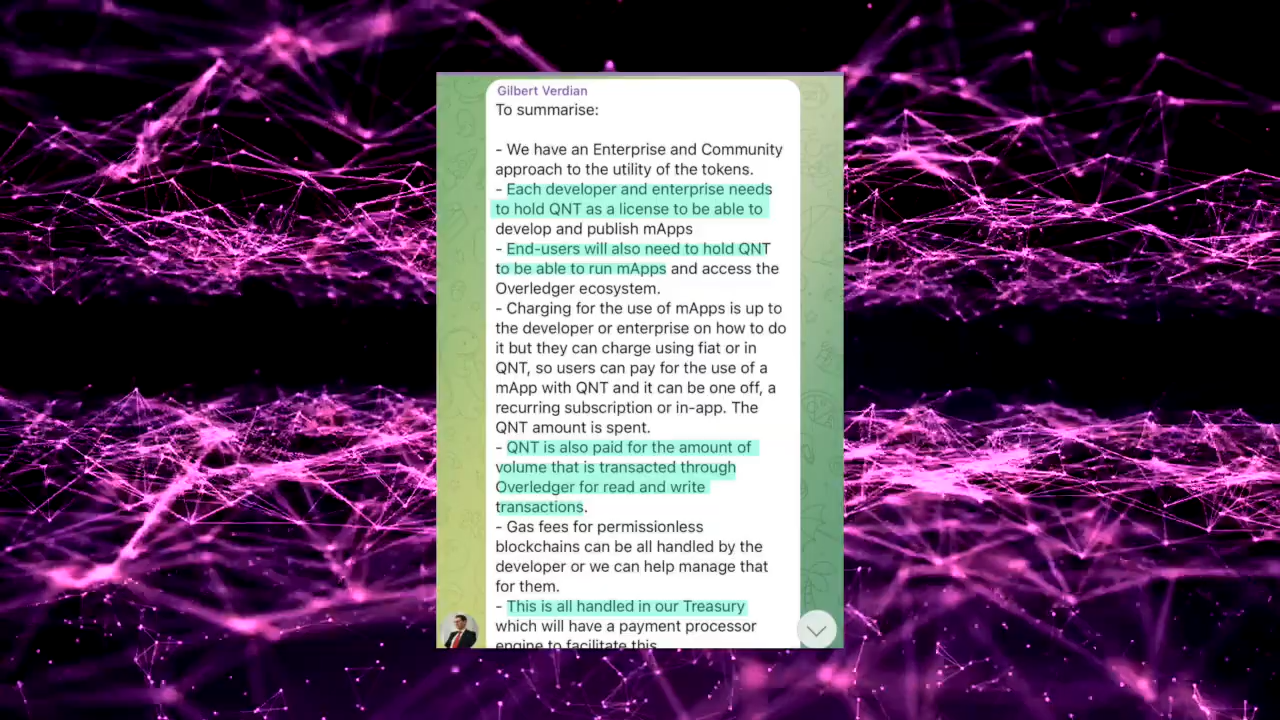 Gilbert Verdian
To summarise:
- We have an Enterprise and Community
approach to the utility of the tokens.
- Each developer and enterprise needs
to hold QNT as a license to be able to
develop and publish mApps
- End-users will also need to hold QNT
to be able to run mApps and access the
Overledger ecosystem.
- Charging for the use of mApps is up to
the developer or enterprise on how to do
it but they can charge using fiat or in
QNT, so users can pay for the use of a
mApp with QNT and it can be one off, a
recurring subscription or in-app. The
QNT amount is spent.
- QNT is also paid for the amount of
volume that is transacted through
Overledger for read and write
transactions.
- Gas fees for permissionless
blockchains can be all handled by the
developer or we can help manage that
for them.
- This is all handled in our Treasury
which will have a payment processor
engine to facilitate this